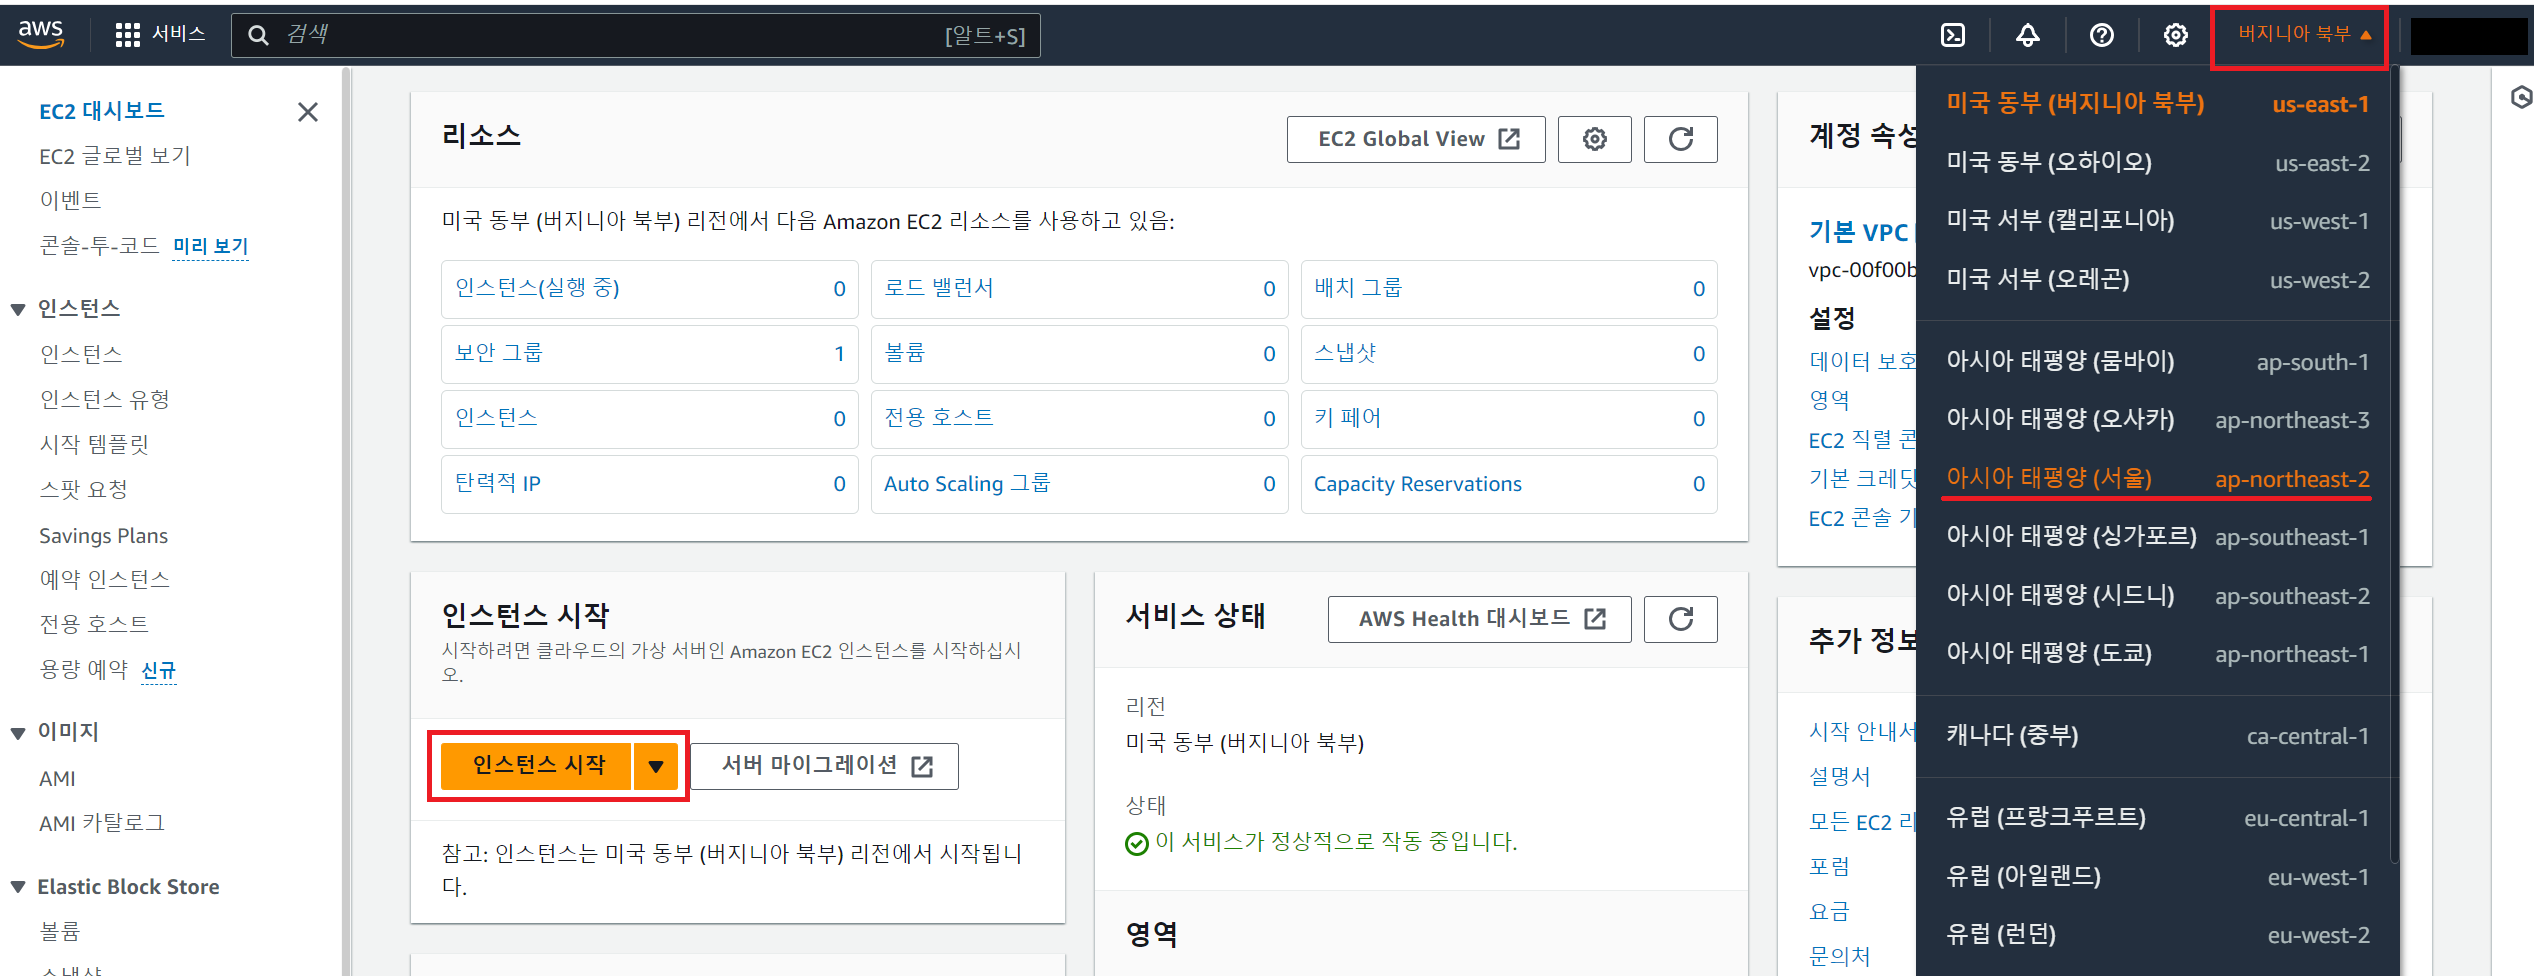 aws
서비스
검색
[알트+S]
버지니아 북부 ▲
EC2 대시보드
EC2 글로벌 보기
이벤트
콘솔-투-코드 미리 보기
인스턴스
인스턴스
인스턴스 유형
시작 템플릿
스팟 요청
Savings Plans
예약 인스턴스
전용 호스트
용량 예약 신규
이미지
AMI
AMI 카탈로그
Elastic Block Store
볼륨
스냅샷
리소스
EC2 Global View
미국 동부 (버지니아 북부) 리전에서 다음 Amazon EC2 리소스를 사용하고 있음:
인스턴스(실행 중) 0
로드 밸런서 0
배치 그룹 0
보안 그룹 1
볼륨 0
스냅샷 0
인스턴스 0
전용 호스트 0
키 페어 0
탄력적 IP 0
Auto Scaling 그룹 0
Capacity Reservations 0
인스턴스 시작
시작하려면 클라우드의 가상 서버인 Amazon EC2 인스턴스를 시작하십시
오.
인스턴스 시작
서버 마이그레이션
참고: 인스턴스는 미국 동부 (버지니아 북부) 리전에서 시작됩니
다.
서비스 상태
AWS Health 대시보드
리전
미국 동부 (버지니아 북부)
상태
이 서비스가 정상적으로 작동 중입니다.
영역
계정 속성
기본 VPC
vpc-00f00b
설정
데이터 보호
영역
EC2 직렬 콘
기본 크레딧
EC2 콘솔 기
추가 정보
시작 안내서
설명서
모든 EC2 리
포럼
요금
문의처
미국 동부 (버지니아 북부) us-east-1
미국 동부 (오하이오) us-east-2
미국 서부 (캘리포니아) us-west-1
미국 서부 (오레곤) us-west-2
아시아 태평양 (뭄바이) ap-south-1
아시아 태평양 (오사카) ap-northeast-3
아시아 태평양 (서울) ap-northeast-2
아시아 태평양 (싱가포르) ap-southeast-1
아시아 태평양 (시드니) ap-southeast-2
아시아 태평양 (도쿄) ap-northeast-1
캐나다 (중부) ca-central-1
유럽 (프랑크푸르트) eu-central-1
유럽 (아일랜드) eu-west-1
유럽 (런던) eu-west-2